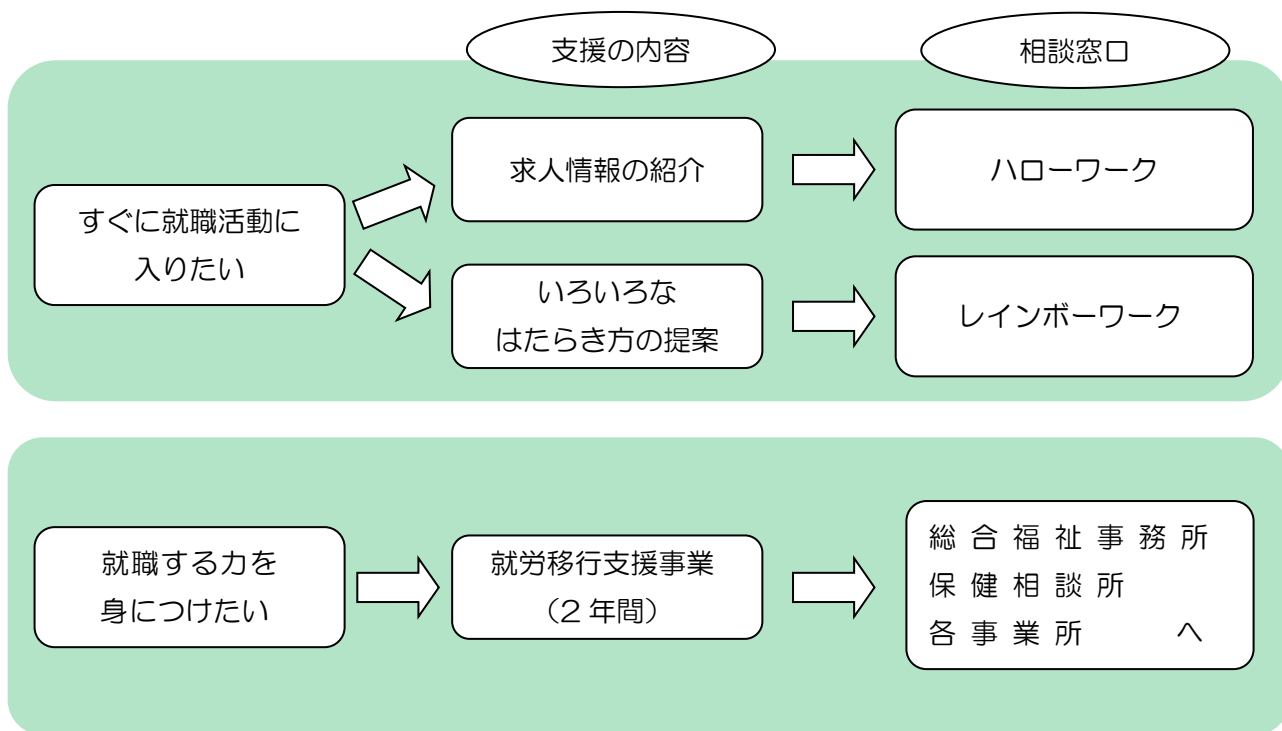 支援の内容
相談窓口
すぐに就職活動に
入りたい
求人情報の紹介
ハローワーク
いろいろな
はたらき方の提案
レインボーワーク
就職する力を
身につけたい
就労移行支援事業
（2年間）
総合福祉事務所
保健相談所
各事業所　　へ